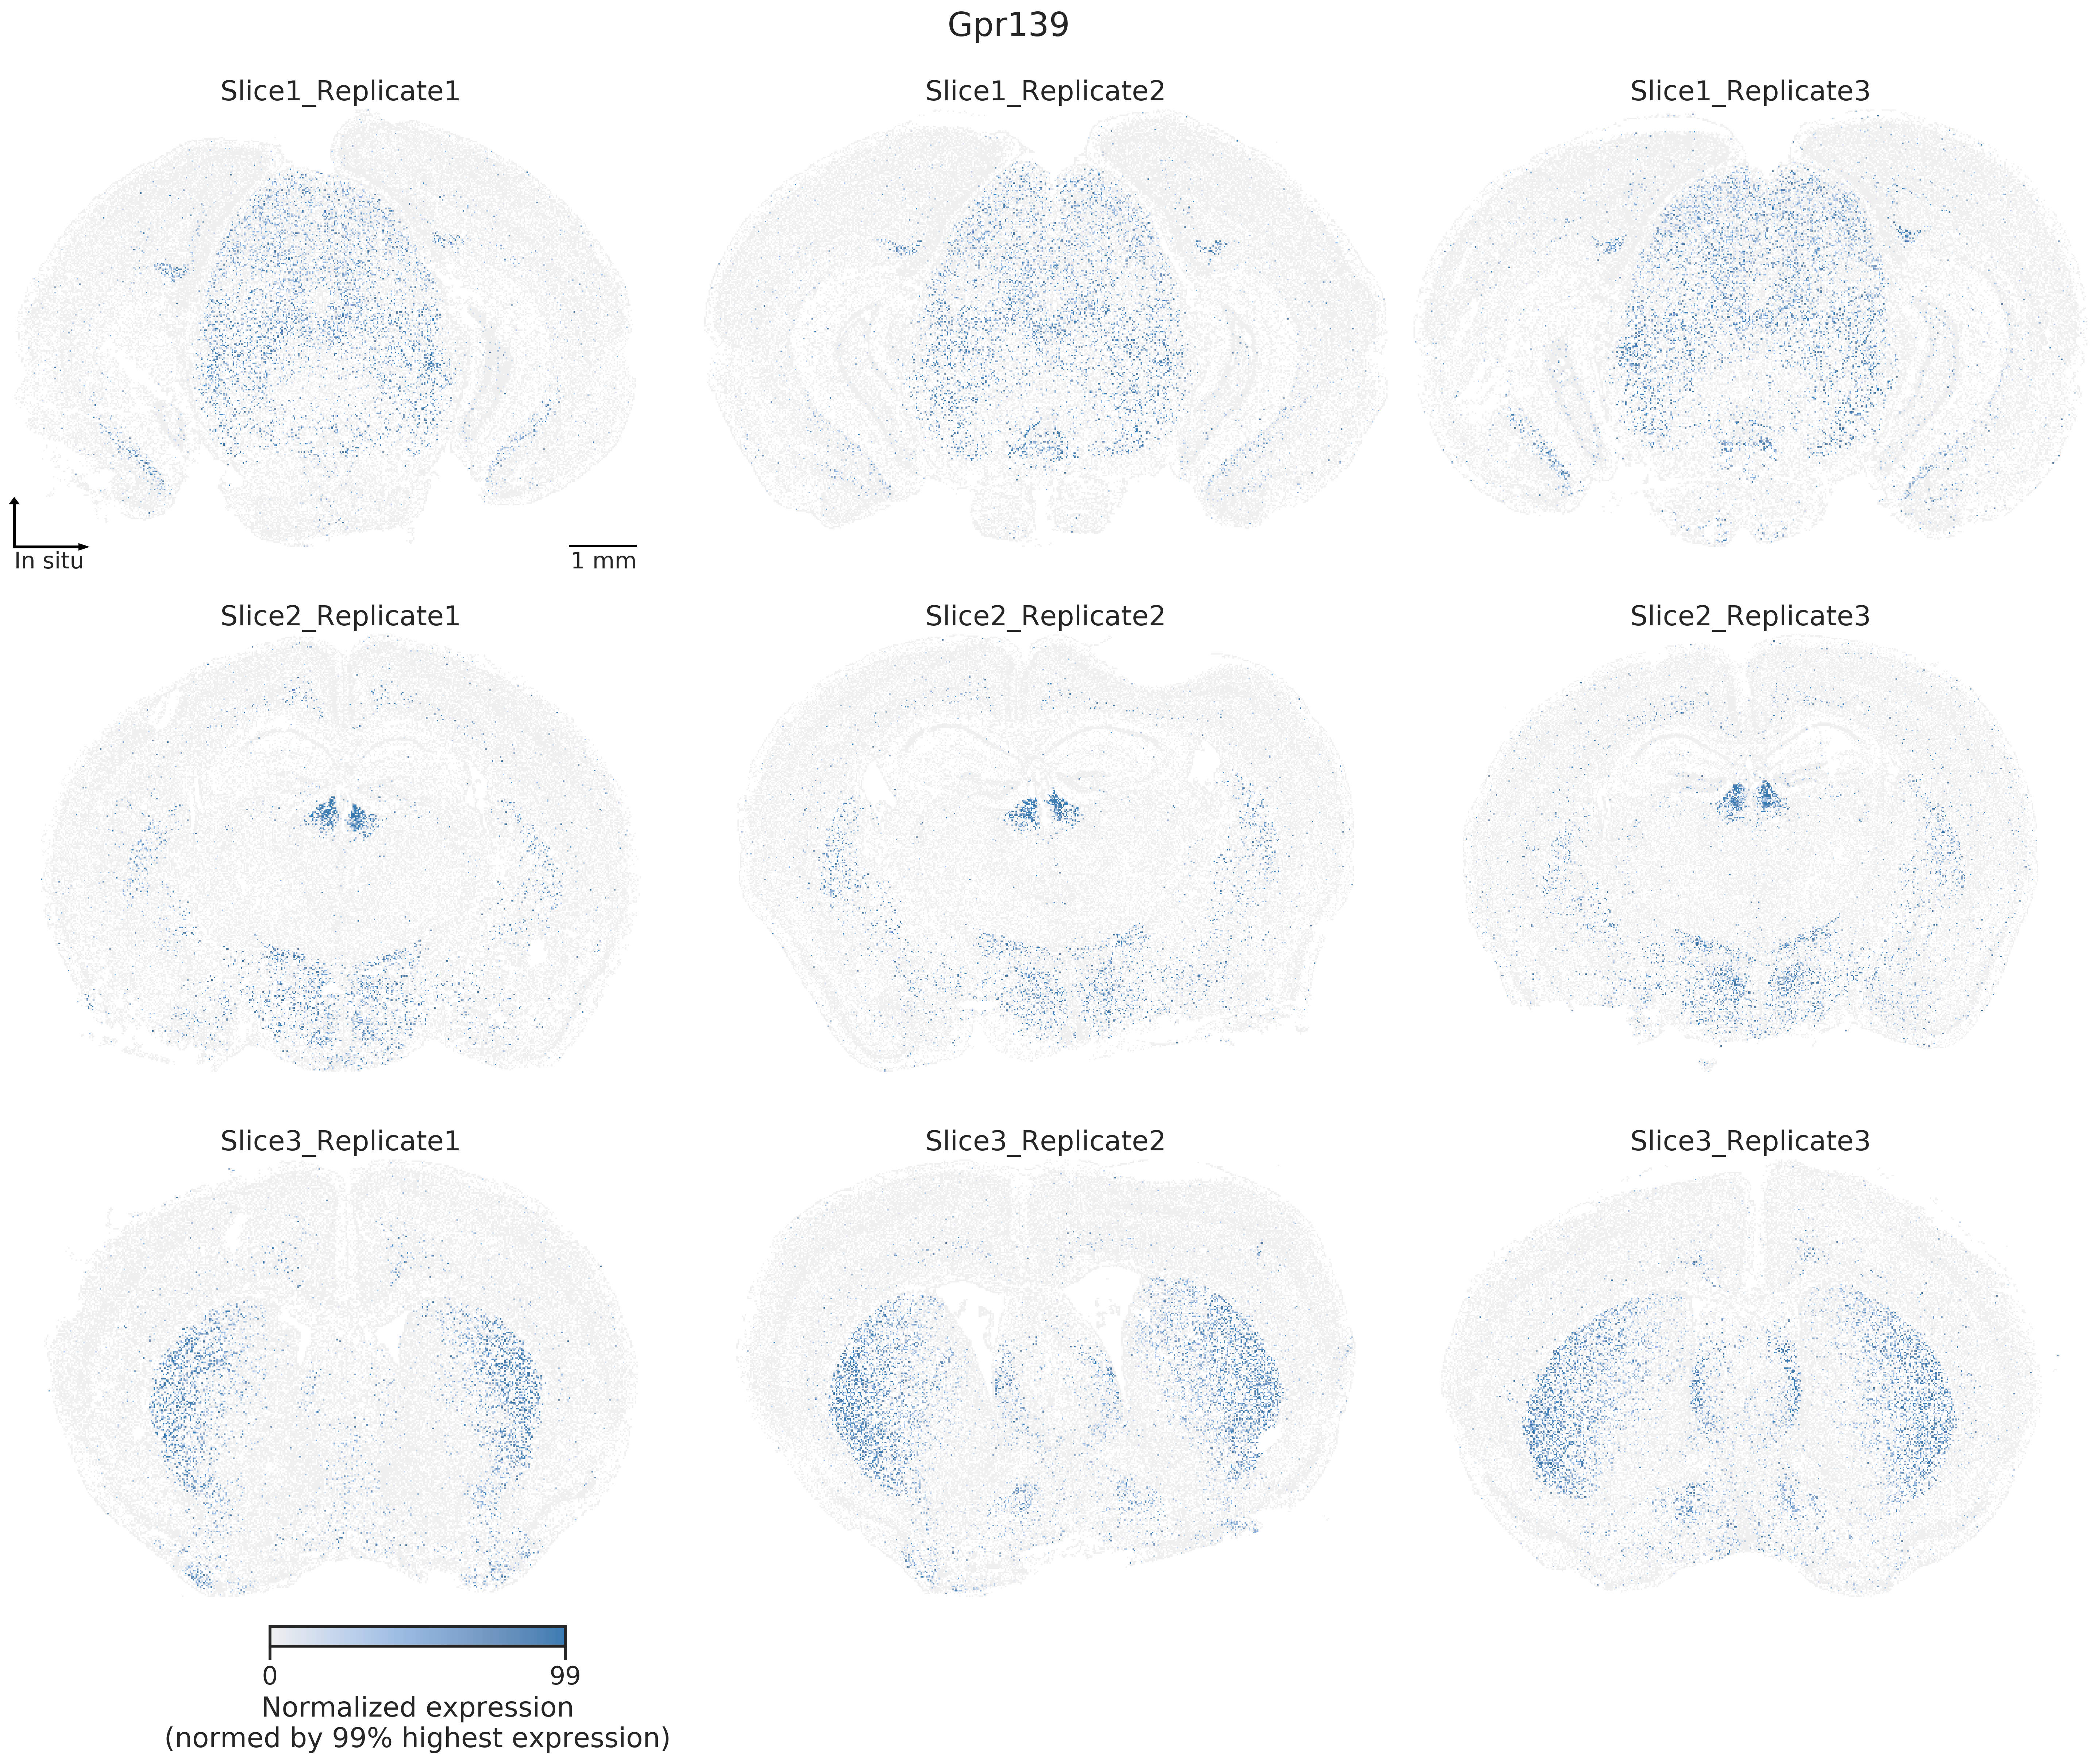 Gpr139
Slice1_Replicate1
Slice1_Replicate2
Slice1_Replicate3
In situ
1 mm
Slice2_Replicate1
Slice2_Replicate2
Slice2_Replicate3
Slice3_Replicate1
Slice3_Replicate2
Slice3_Replicate3
0
99
Normalized expression
(normed by 99% highest expression)